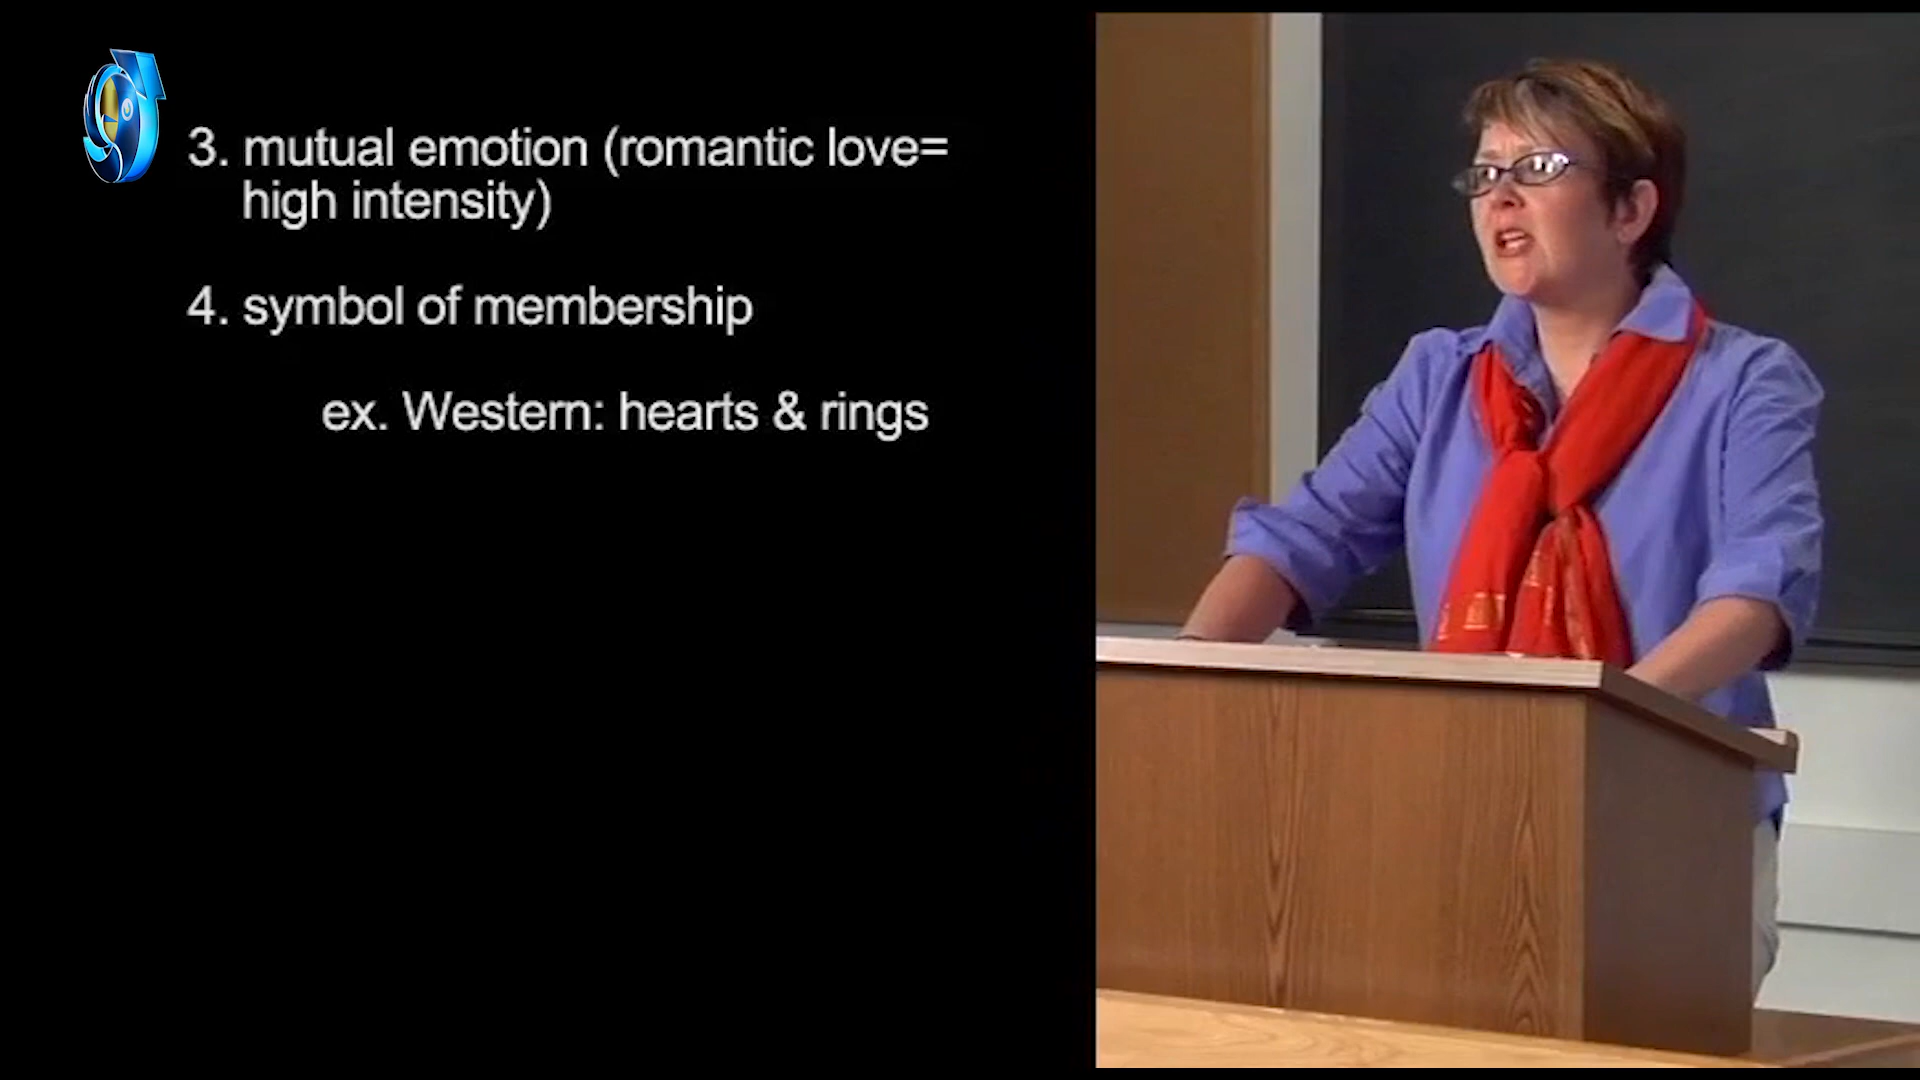 3. mutual emotion (romantic love=
high intensity)
4. symbol of membership
ex. Western: hearts & rings